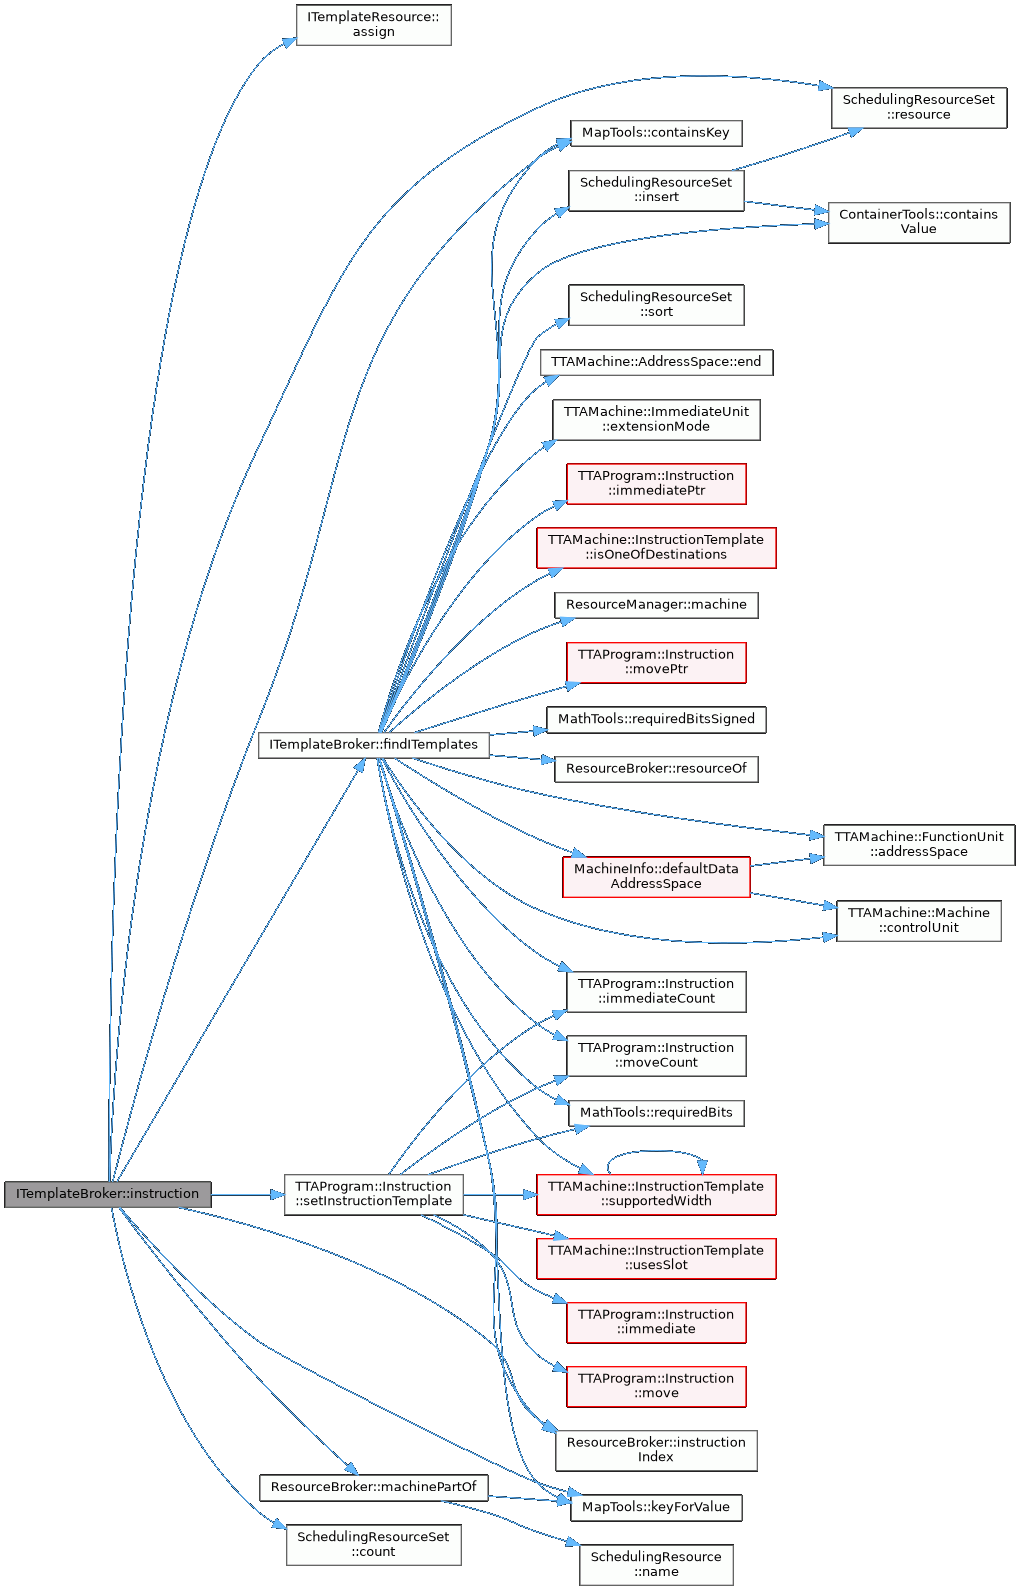 ITemplateResource::
assign
SchedulingResourceSet
::resource
MapTools::containsKey
SchedulingResourceSet
::insert
ContainerTools::contains
Value
SchedulingResourceSet
::sort
TTAMachine::AddressSpace::end
TTAMachine::ImmediateUnit
::extensionMode
TTAProgram::Instruction
::immediatePtr
TTAMachine::InstructionTemplate
::isOneOfDestinations
ResourceManager::machine
TTAProgram::Instruction
::movePtr
MathTools::requiredBitsSigned
ITemplateBroker::findITemplates
ResourceBroker::resourceOf
TTAMachine::FunctionUnit
::addressSpace
MachineInfo::defaultData
AddressSpace
TTAMachine::Machine
::controlUnit
TTAProgram::Instruction
::immediateCount
TTAProgram::Instruction
::moveCount
MathTools::requiredBits
ITemplateBroker::instruction
TTAProgram::Instruction
::setInstructionTemplate
TTAMachine::InstructionTemplate
::supportedWidth
TTAMachine::InstructionTemplate
::usesSlot
TTAProgram::Instruction
::immediate
TTAProgram::Instruction
::move
ResourceBroker::instruction
Index
ResourceBroker::machinePartOf
MapTools::keyForValue
SchedulingResourceSet
::count
SchedulingResource
::name